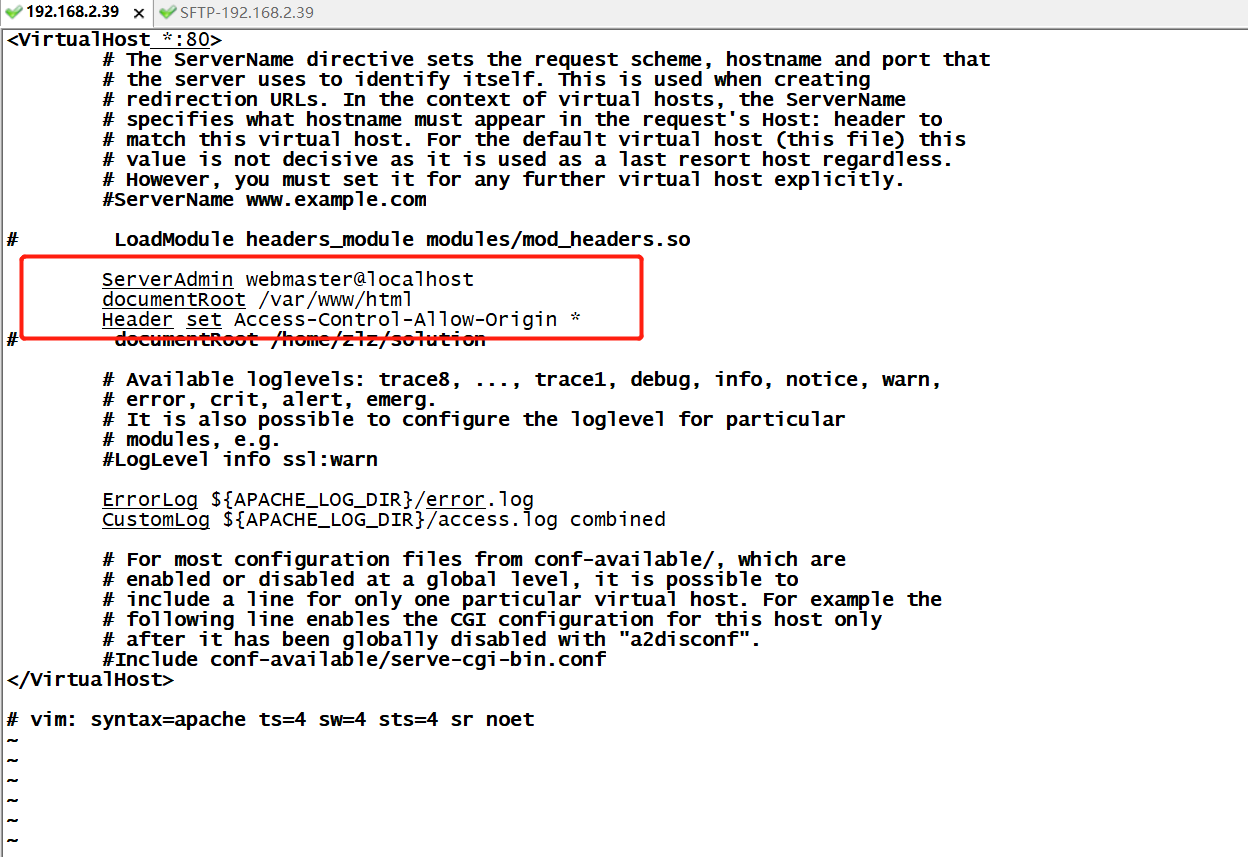 192.168.2.39 × SFTP-192.168.2.39
<VirtualHost *:80>
# The ServerName directive sets the request scheme, hostname and port that
# the server uses to identify itself. This is used when creating
# redirection URLs. In the context of virtual hosts, the ServerName
# specifies what hostname must appear in the request's Host: header to
# match this virtual host. For the default virtual host (this file) this
# value is not decisive as it is used as a last resort host regardless.
# However, you must set it for any further virtual host explicitly.
#ServerName www.example.com
# LoadModule headers_module modules/mod_headers.so
ServerAdmin webmaster@localhost
documentRoot /var/www/html
Header set Access-Control-Allow-Origin *
# documentRoot /home/zlz/solution
# Available loglevels: trace8, ..., trace1, debug, info, notice, warn,
# error, crit, alert, emerg.
# It is also possible to configure the loglevel for particular
# modules, e.g.
#LogLevel info ssl:warn
ErrorLog ${APACHE_LOG_DIR}/error.log
CustomLog ${APACHE_LOG_DIR}/access.log combined
# For most configuration files from conf-available/, which are
# enabled or disabled at a global level, it is possible to
# include a line for only one particular virtual host. For example the
# following line enables the CGI configuration for this host only
# after it has been globally disabled with "a2disconf".
#Include conf-available/serve-cgi-bin.conf
</VirtualHost>
# vim: syntax=apache ts=4 sw=4 sts=4 sr noet
~
~
~
~
~
~